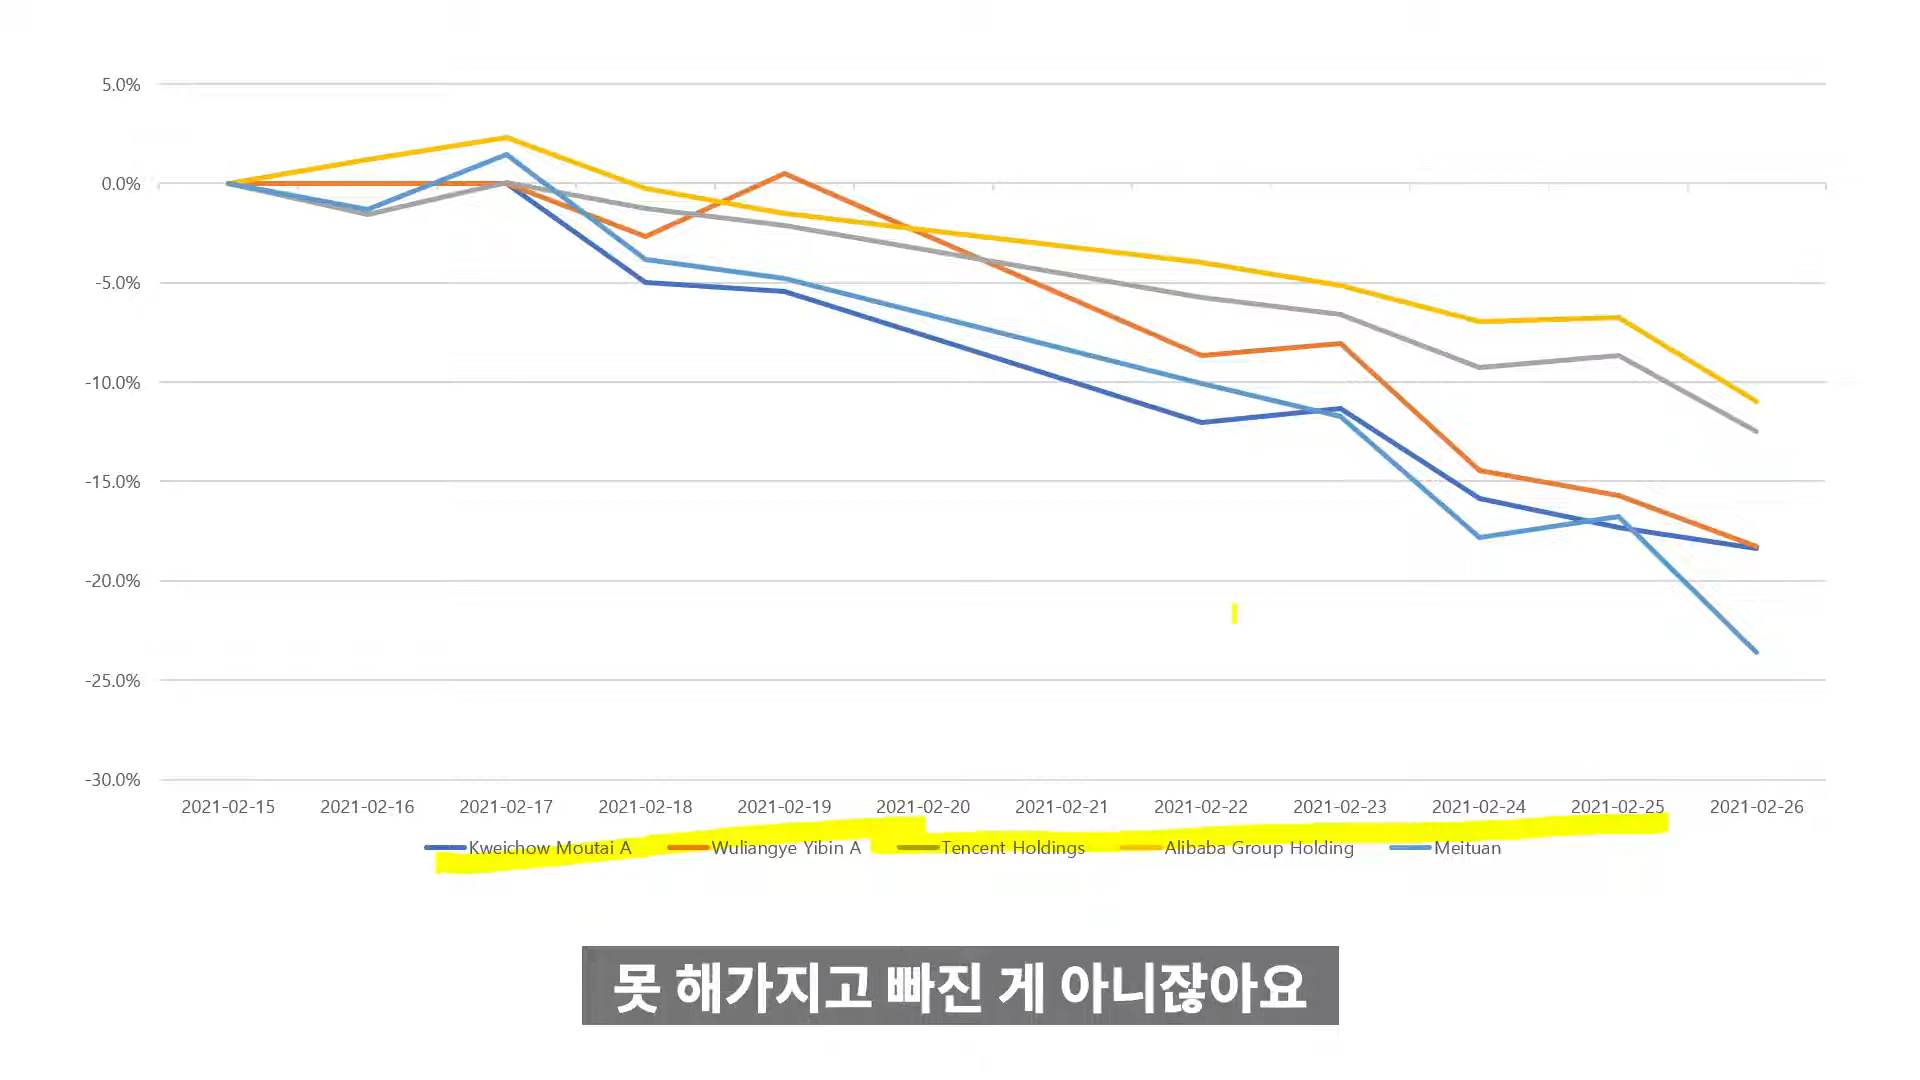 5.0%
0.0%
-5.0%
-10.0%
-15.0%
-20.0%
-25.0%
-30.0%
2021-02-15 2021-02-16 2021-02-17 2021-02-18 2021-02-19 2021-02-20 2021-02-21 2021-02-22 2021-02-23 2021-02-24 2021-02-25 2021-02-26
Kweichow Moutai A Wuliangye Yibin A Tencent Holdings Alibaba Group Holding Meituan
못 해가지고 빠진 게 아니잖아요